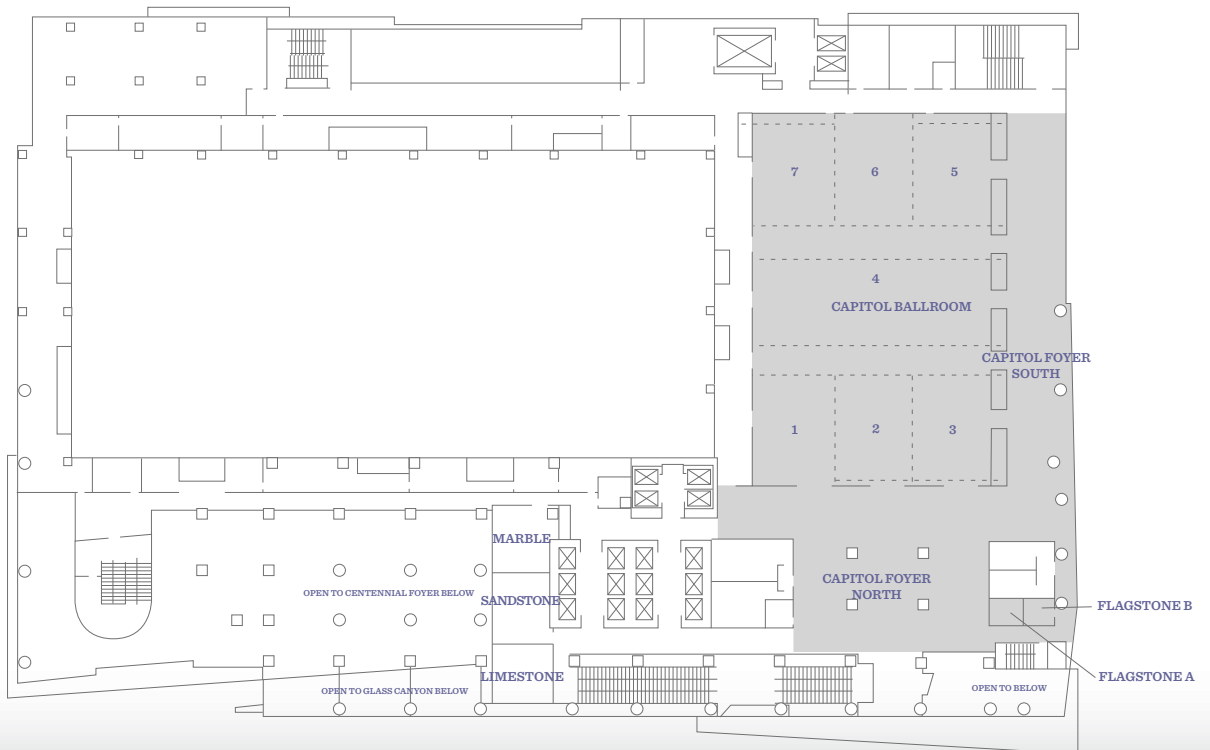 7
6
5
4
CAPITOL BALLROOM
CAPITOL FOYER
SOUTH
1
2
3
MARBLE
CAPITOL FOYER
NORTH
OPEN TO CENTENNIAL FOYER BELOW
SANDSTONE
FLAGSTONE B
LIMESTONE
FLAGSTONE A
OPEN TO GLASS CANYON BELOW
OPEN TO BELOW